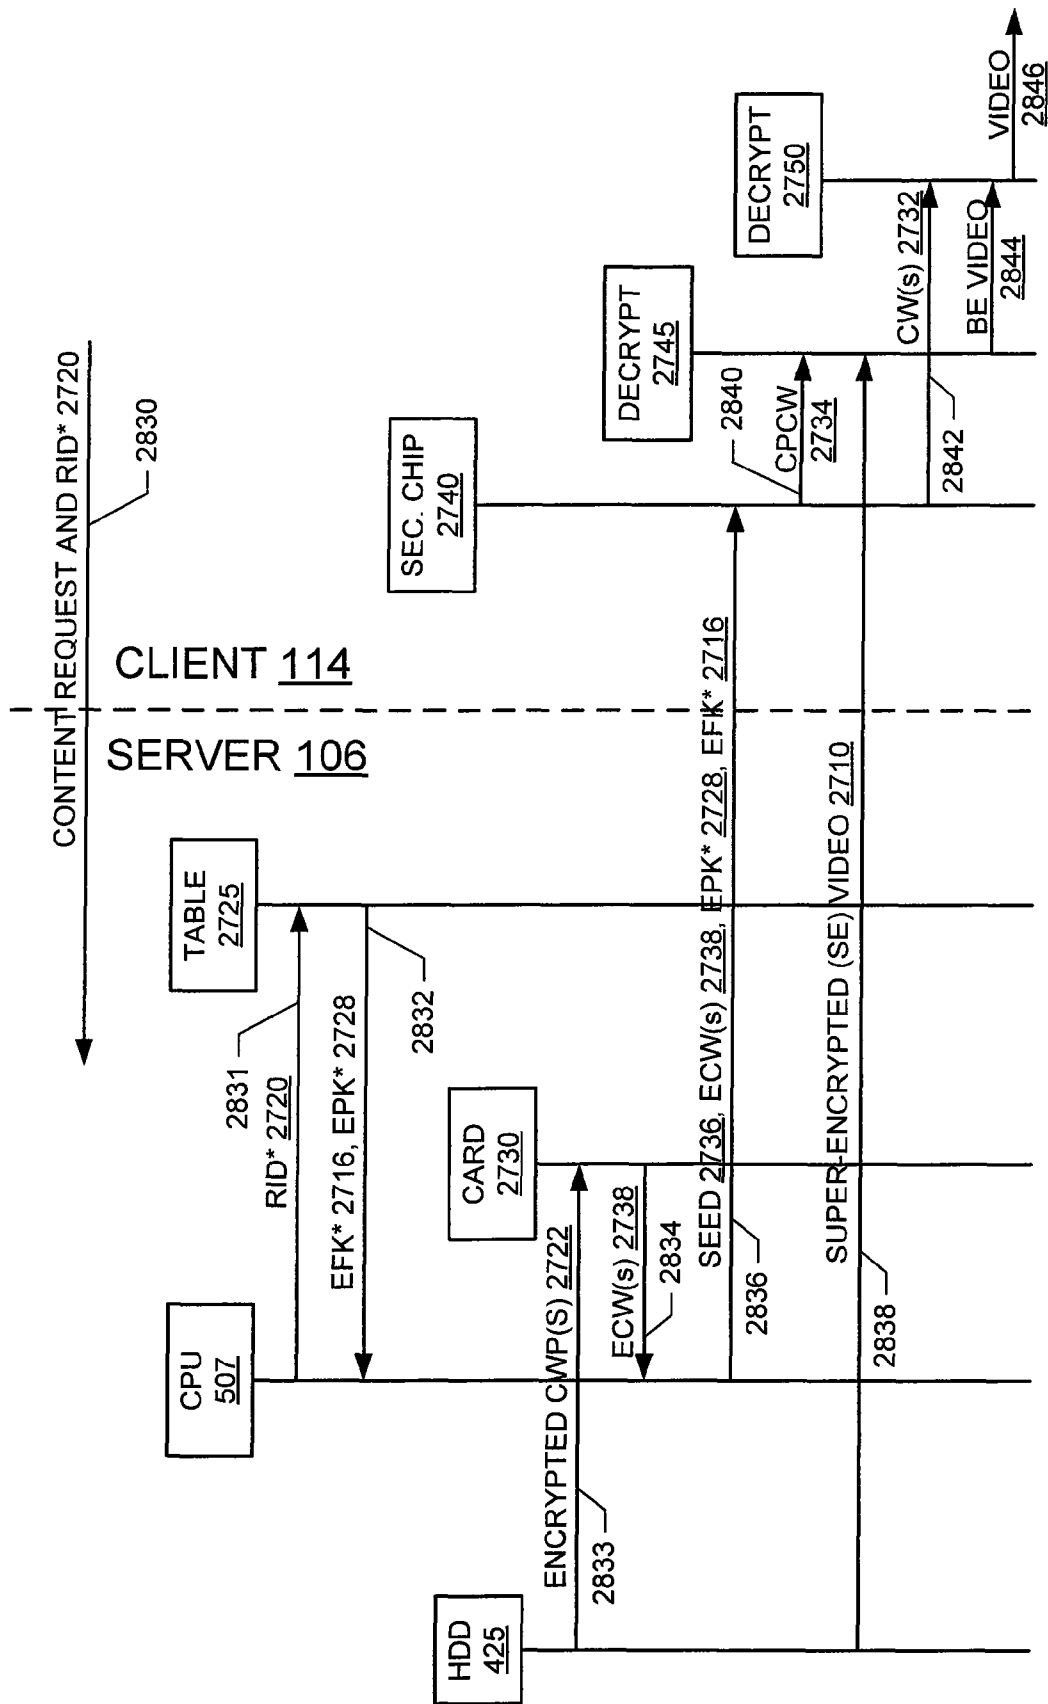 CONTENT REQUEST AND RID* 2720
2830
CLIENT 114
SERVER 106
HDD
425
CPU
507
CARD
2730
TABLE
2725
SEC. CHIP
2740
DECRYPT
2745
DECRYPT
2750
2831
RID* 2720
EFK* 2716, EPK* 2728
2832
ENCRYPTED CWP(S) 2722
2833
ECW(s) 2738
2834
SEED 2736, ECW(s) 2738, EPK* 2728, EFK* 2716
2836
2840
CPCW
2734
SUPER-ENCRYPTED (SE) VIDEO 2710
2838
CW(s) 2732
2842
BE VIDEO
2844
VIDEO
2846